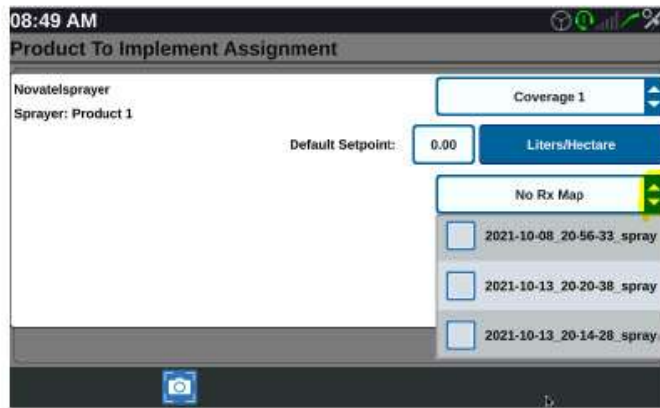 08:49 AM
Product To Implement Assignment
Novatelsprayer
Coverage 1
Sprayer: Product 1
Default Setpoint:
0.00
Liters/Hectare
No Rx Map
2021-10-08_20-56-33_spray
2021-10-13_20-20-38_spray
2021-10-13_20-14-28_spray